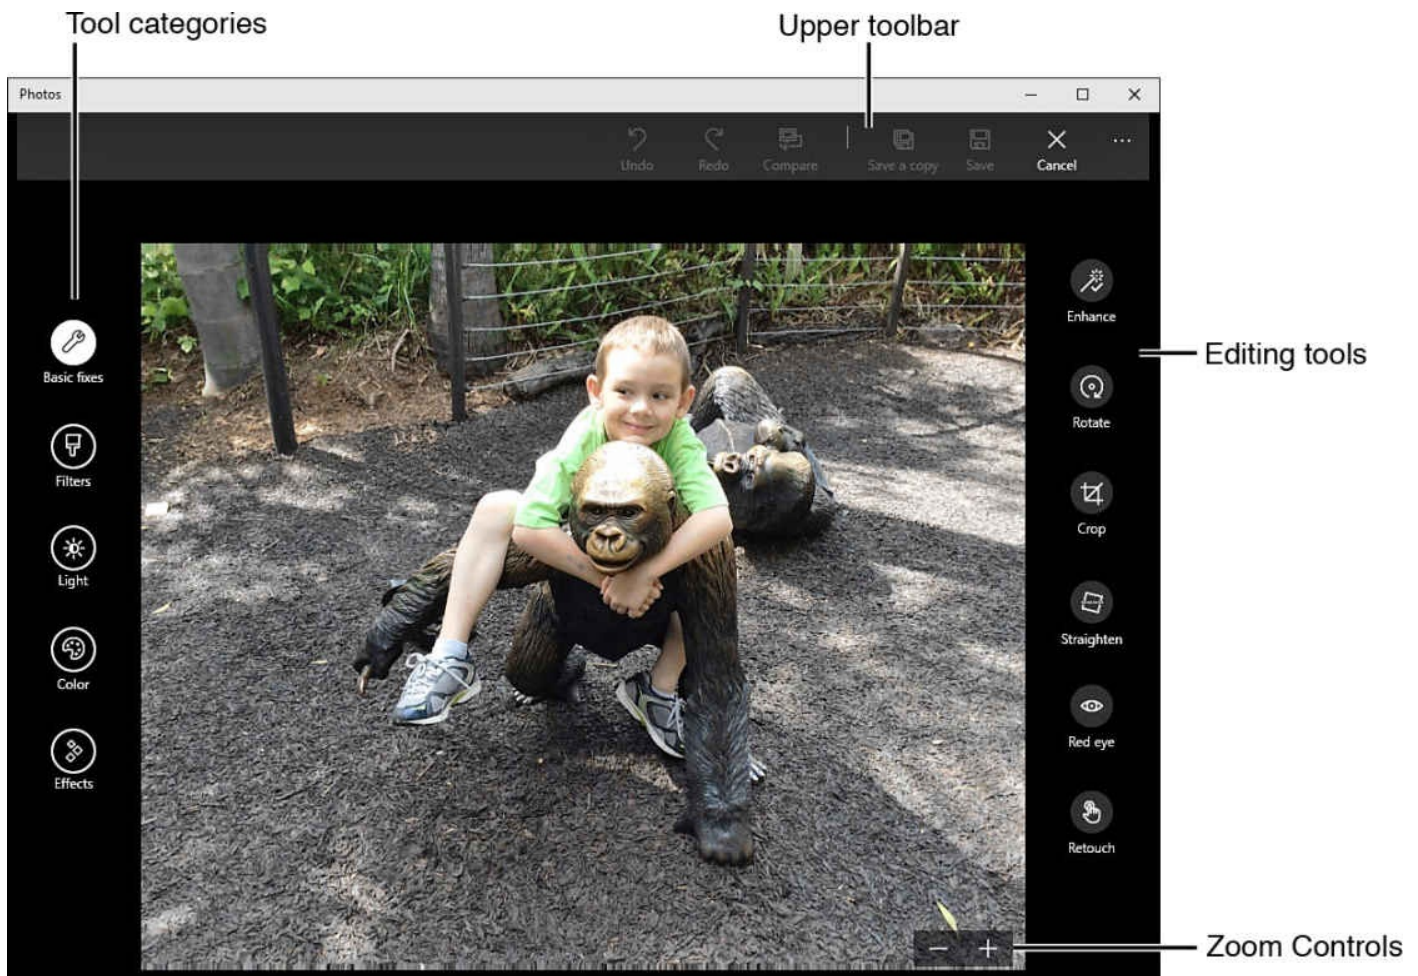 Tool categories
Upper toolbar
Photos
Undo
Redo
Compare
Save a copy
Save
Cancel
Enhance
Basic fixes
Editing tools
Rotate
Filters
Crop
Light
Straighten
Color
Red eye
Effects
Retouch
Zoom Controls